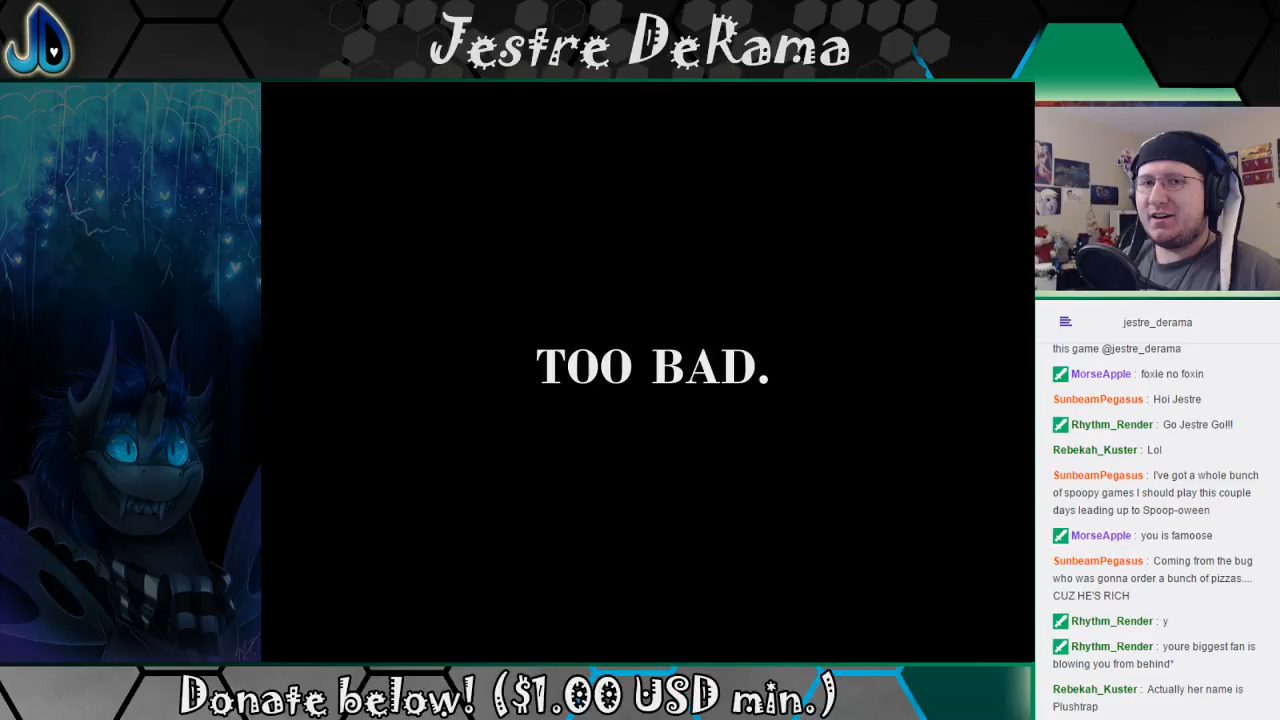 JD
Jestre DeRama
TOO BAD.
jestre_derama
this game @jestre_derama
MorseApple : foxie no foxin
SunbeamPegasus : Hoi Jestre
Rhythm_Render : Go Jestre Go!!!
Rebekah_Kuster : Lol
SunbeamPegasus : I've got a whole bunch
of spoopy games I should play this couple
days leading up to Spoop-oween
MorseApple : you is famoose
SunbeamPegasus : Coming from the bug
who was gonna order a bunch of pizzas....
CUZ HE'S RICH
Rhythm_Render : y
Rhythm_Render : youre biggest fan is
blowing you from behind*
Rebekah_Kuster : Actually her name is
Plushtrap
Donate below! ($1.00 USD min.)